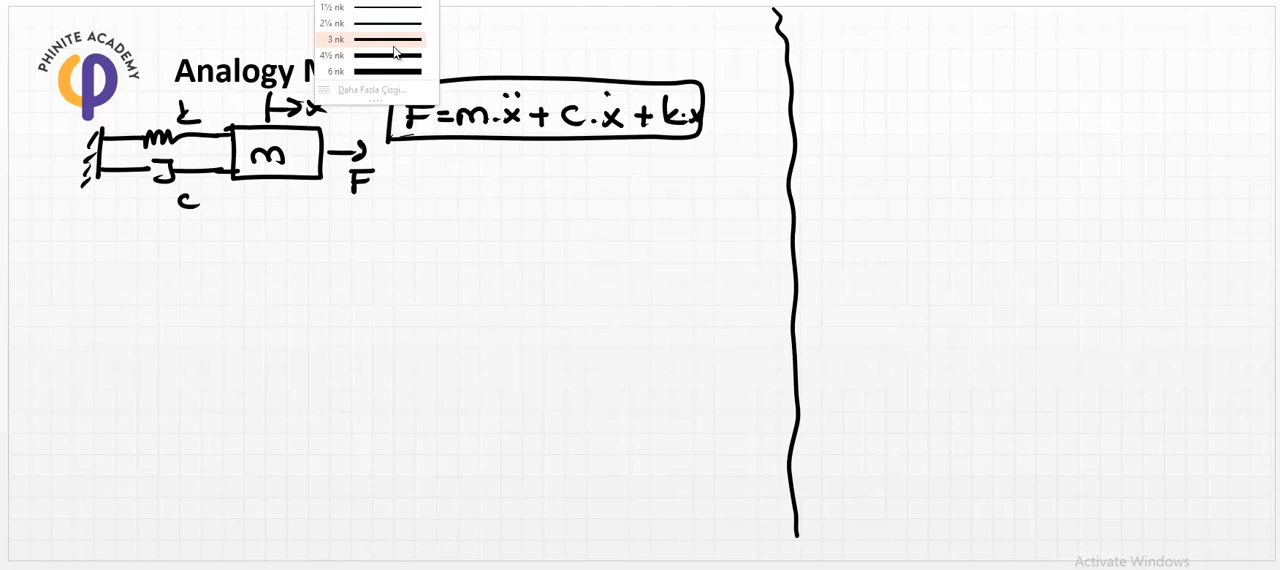 1½ nk
2¼ nk
3 nk
4½ nk
6 nk
Daha Fazla Çizgi...
PHINITE ACADEMY
Analogy
k
x
F=m.ẍ + c.ẋ + k.x
m
F
c
Activate Windows